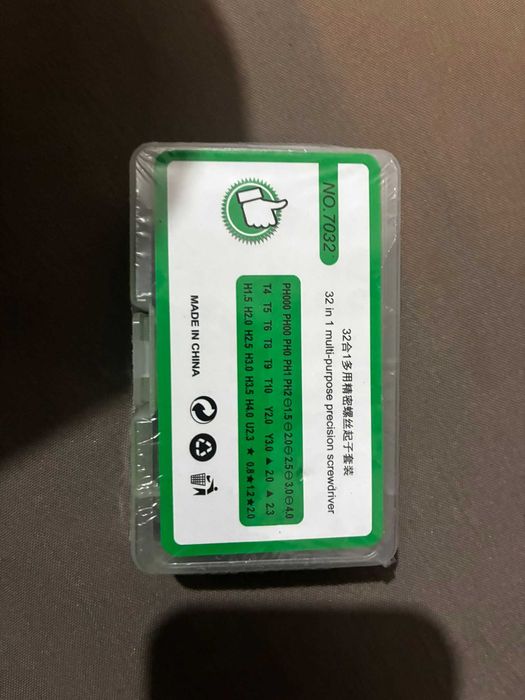 NO.7032
32合1多用精密螺丝起子套装
32 in 1 multi-purpose precision screwdriver
PH000 PH00 PH0 PH1 PH2 ⊖1.5 ⊖2.0 ⊖2.5 ⊖3.0 ⊖4.0
T4 T5 T6 T8 T9 T10 Y2.0 Y3.0 ▲ 2.0 ▲ 2.3
H1.5 H2.0 H2.5 H3.0 H3.5 H4.0 U2.3 ★ 0.8 ★ 1.2 ★ 2.0
MADE IN CHINA